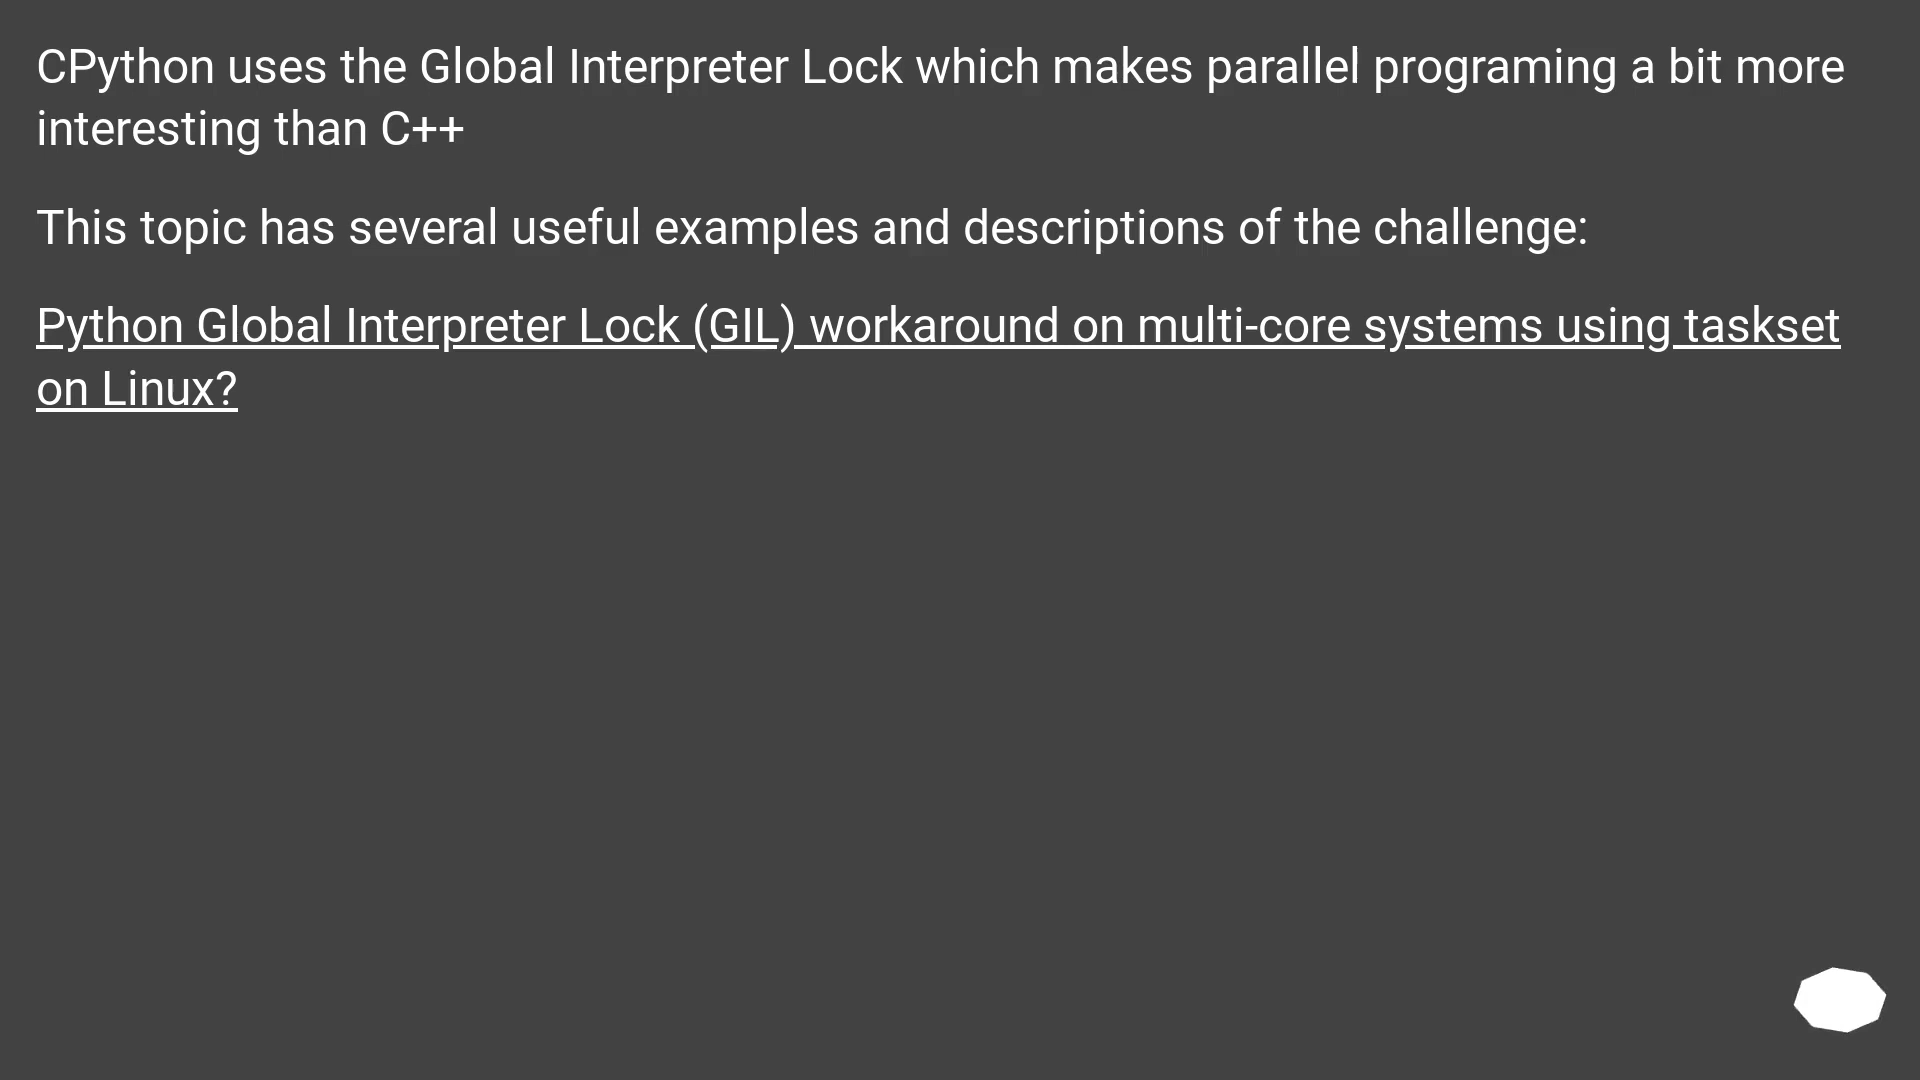 CPython uses the Global Interpreter Lock which makes parallel programing a bit more
interesting than C++
This topic has several useful examples and descriptions of the challenge:
Python Global Interpreter Lock (GIL) workaround on multi-core systems using taskset
on Linux?